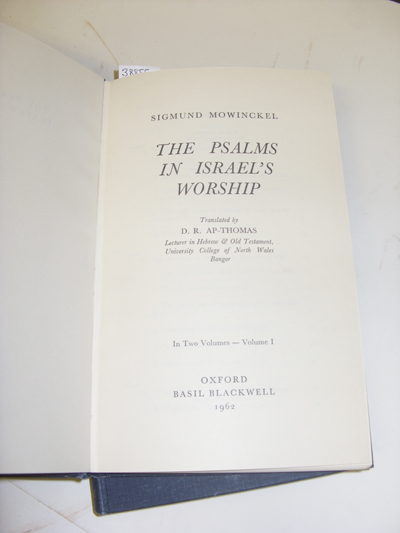 SIGMUND MOWINCKEL
THE PSALMS
IN ISRAEL'S
WORSHIP
Translated by
D. R. AP-THOMAS
Lecturer in Hebrew & Old Testament,
University College of North Wales
Bangor
In Two Volumes — Volume I
OXFORD
BASIL BLACKWELL
1962